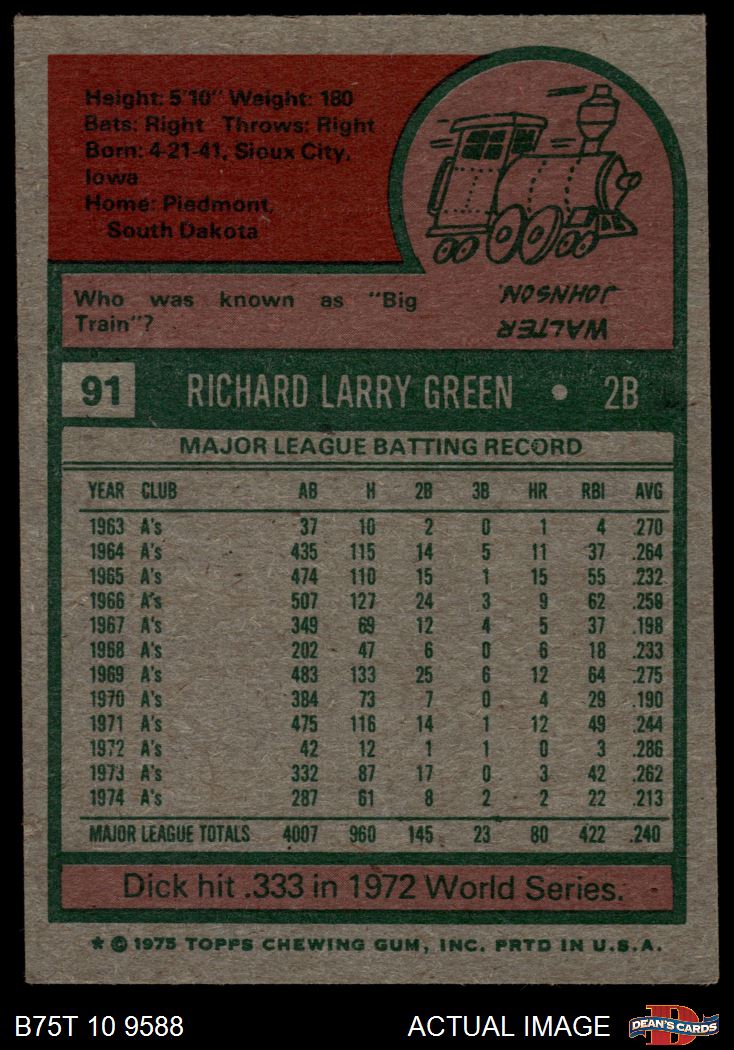 Height: 5'10" Weight: 180
Bats: Right Throws: Right
Born: 4-21-41, Sioux City,
Iowa
Home: Piedmont,
South Dakota
Who was known as "Big
Train"?
WALTER
JOHNSON.
91 RICHARD LARRY GREEN • 2B
MAJOR LEAGUE BATTING RECORD
YEAR CLUB AB H 2B 3B HR RBI AVG
1963 A's 37 10 2 0 1 4 .270
1964 A's 435 115 14 5 11 37 .264
1965 A's 474 110 15 1 15 55 .232
1966 A's 507 127 24 3 9 62 .250
1967 A's 349 69 12 4 5 37 .198
1968 A's 202 47 6 0 6 18 .233
1969 A's 483 133 25 6 12 64 .275
1970 A's 384 73 7 0 4 29 .190
1971 A's 475 116 14 1 12 49 .244
1972 A's 42 12 1 1 0 3 .286
1973 A's 332 87 17 0 3 42 .262
1974 A's 287 61 8 2 2 22 .213
MAJOR LEAGUE TOTALS 4007 960 145 23 80 422 .240
Dick hit .333 in 1972 World Series.
* © 1975 TOPPS CHEWING GUM, INC. PRTD IN U.S.A.
B75T 10 9588 ACTUAL IMAGE DEAN'S CARDS